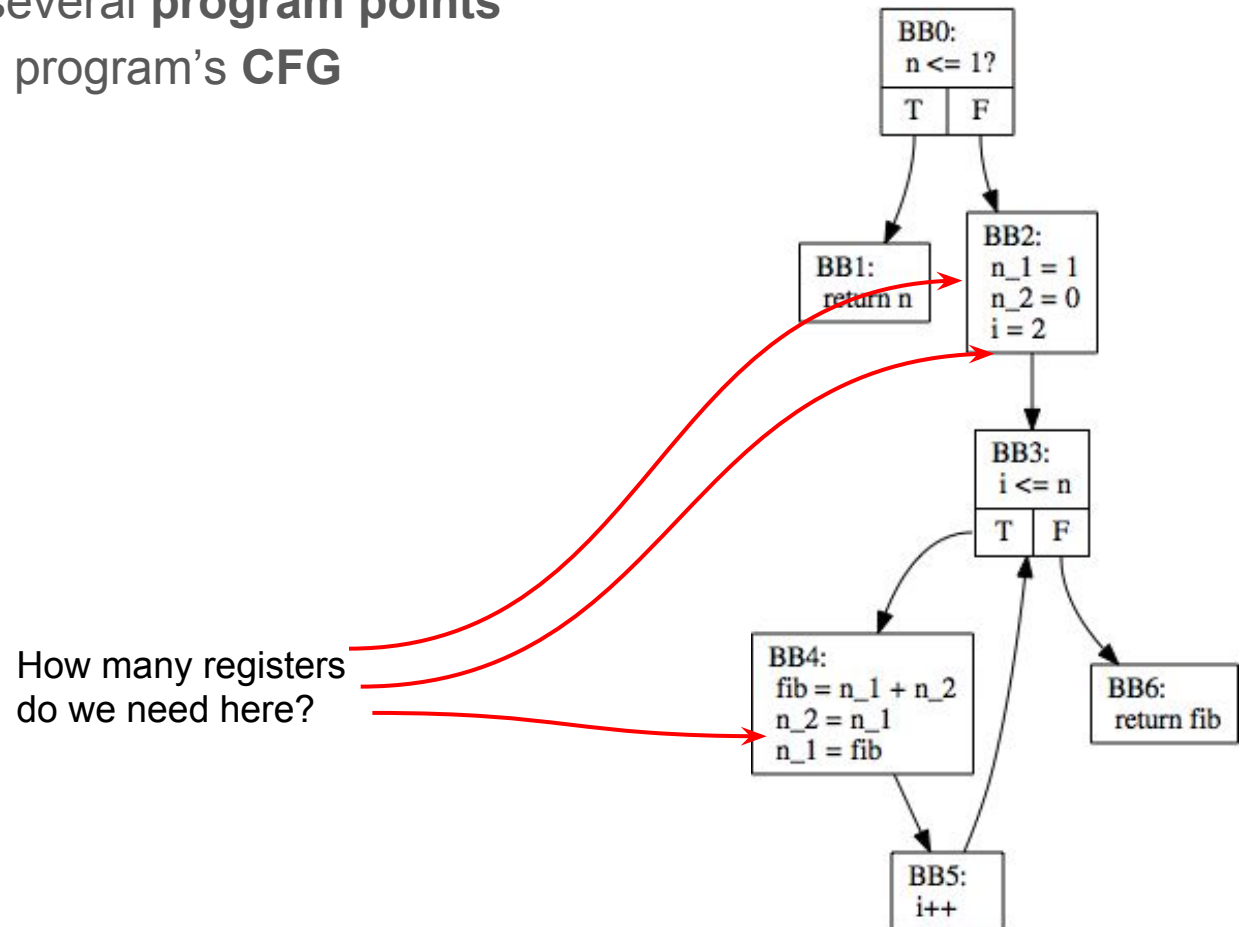 several program points
program's CFG
BB0:
n <= 1?
T F
BB1:
return n
BB2:
n_1 = 1
n_2 = 0
i = 2
BB3:
i <= n
T F
How many registers
do we need here?
BB4:
fib = n_1 + n_2
n_2 = n_1
n_1 = fib
BB6:
return fib
BB5:
i++